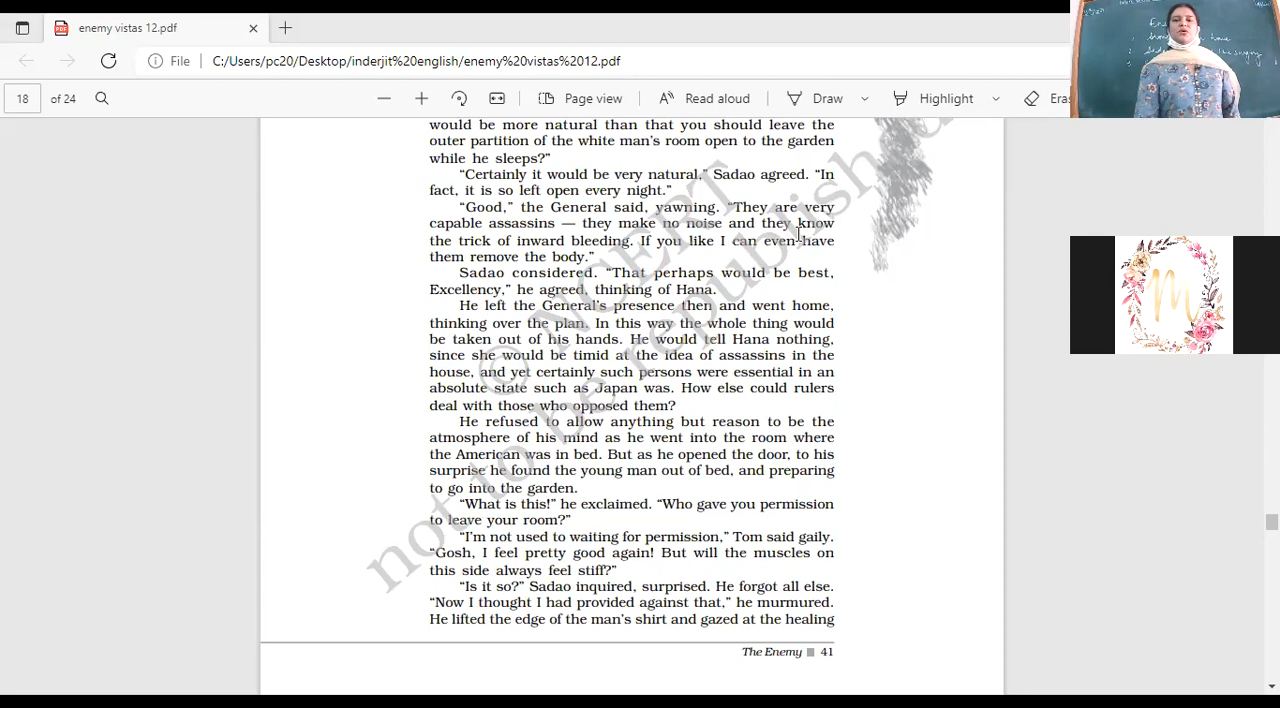 enemy vistas 12.pdf
File
C:/Users/pc20/Desktop/inderjit%20english/enemy%20vistas%2012.pdf
18
of 24
Page view
Read aloud
Draw
Highlight
Eras
would be more natural than that you should leave the
outer partition of the white man's room open to the garden
while he sleeps?"
"Certainly it would be very natural," Sadao agreed. "In
fact, it is so left open every night."
"Good," the General said, yawning. "They are very
capable assassins — they make no noise and they know
the trick of inward bleeding. If you like I can even have
them remove the body."
Sadao considered. "That perhaps would be best,
Excellency," he agreed, thinking of Hana.
He left the General's presence then and went home,
thinking over the plan. In this way the whole thing would
be taken out of his hands. He would tell Hana nothing,
since she would be timid at the idea of assassins in the
house, and yet certainly such persons were essential in an
absolute state such as Japan was. How else could rulers
deal with those who opposed them?
He refused to allow anything but reason to be the
atmosphere of his mind as he went into the room where
the American was in bed. But as he opened the door, to his
surprise he found the young man out of bed, and preparing
to go into the garden.
"What is this!" he exclaimed. "Who gave you permission
to leave your room?"
"I'm not used to waiting for permission," Tom said gaily.
"Gosh, I feel pretty good again! But will the muscles on
this side always feel stiff?"
"Is it so?" Sadao inquired, surprised. He forgot all else.
"Now I thought I had provided against that," he murmured.
He lifted the edge of the man's shirt and gazed at the healing
The Enemy 41
© NCERT
not to be republished
M